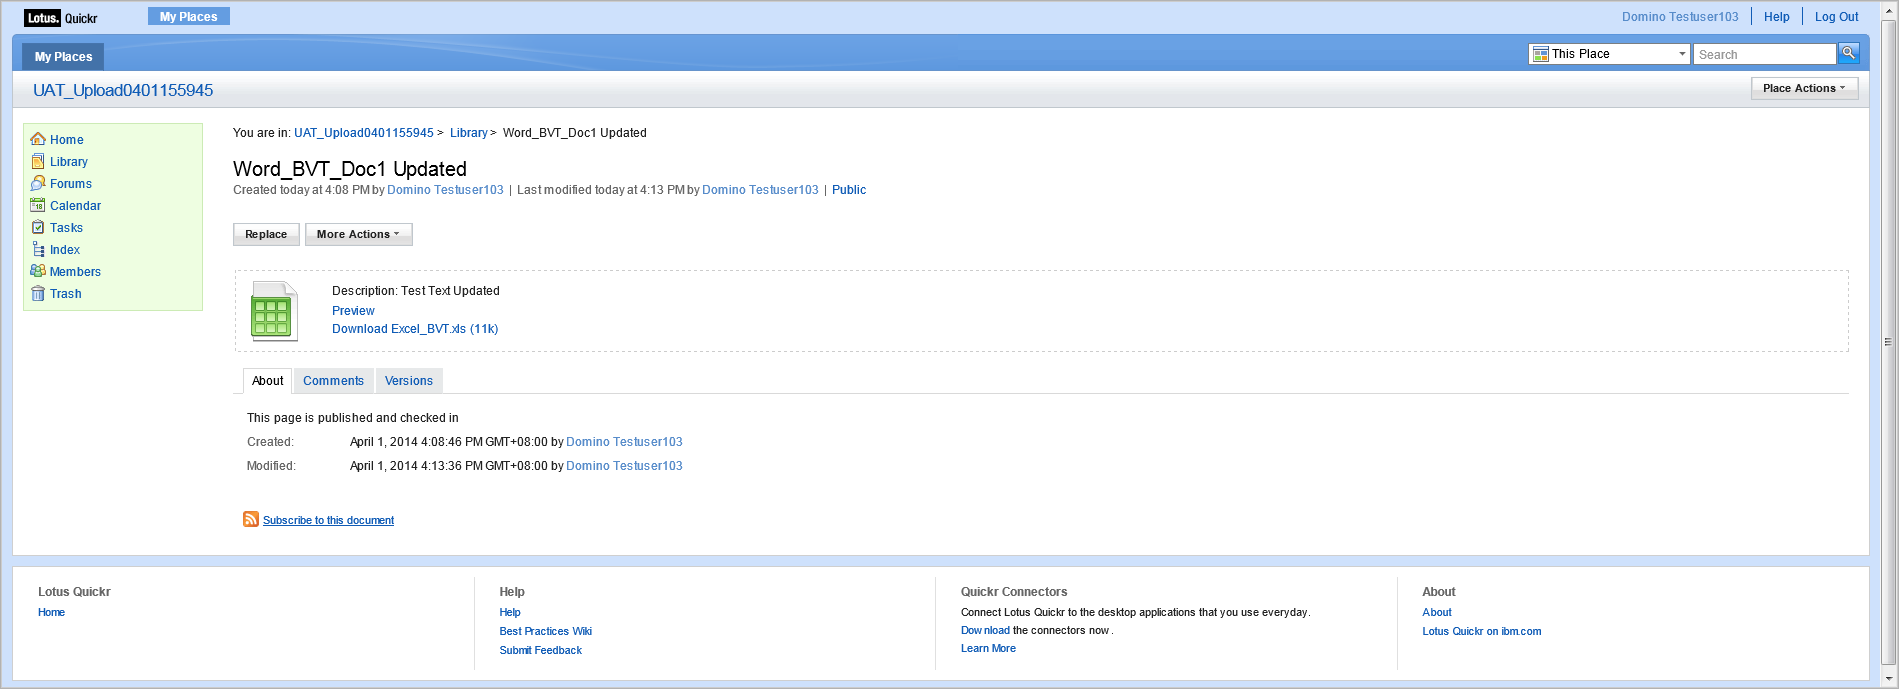 Lotus. Quickr My Places Domino Testuser103 Help Log Out
My Places This Place Search
UAT_Upload0401155945 Place Actions
Home
Library
Forums
Calendar
Tasks
Index
Members
Trash
You are in: UAT_Upload0401155945 > Library > Word_BVT_Doc1 Updated
Word_BVT_Doc1 Updated
Created today at 4:08 PM by Domino Testuser103 | Last modified today at 4:13 PM by Domino Testuser103 | Public
Replace More Actions
Description: Test Text Updated
Preview
Download Excel_BVT.xls (11k)
About Comments Versions
This page is published and checked in
Created: April 1, 2014 4:08:46 PM GMT+08:00 by Domino Testuser103
Modified: April 1, 2014 4:13:36 PM GMT+08:00 by Domino Testuser103
Subscribe to this document
Lotus Quickr
Home
Help
Help
Best Practices Wiki
Submit Feedback
Quickr Connectors
Connect Lotus Quickr to the desktop applications that you use everyday.
Download the connectors now.
Learn More
About
About
Lotus Quickr on ibm.com